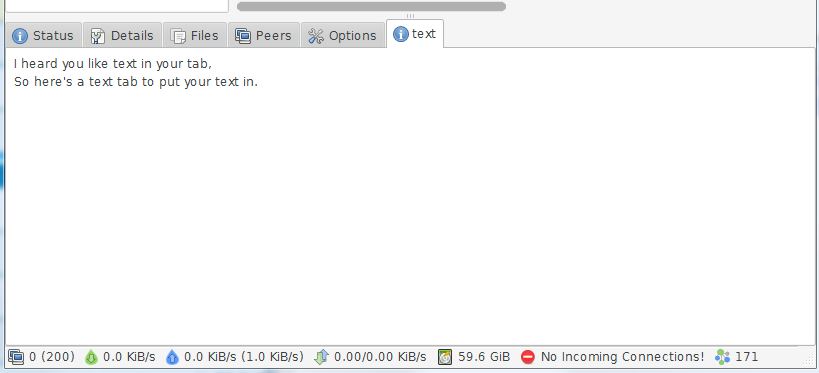 Status Details Files Peers Options text
I heard you like text in your tab,
So here's a text tab to put your text in.
0 (200) 0.0 KiB/s 0.0 KiB/s (1.0 KiB/s) 0.00/0.00 KiB/s 59.6 GiB No Incoming Connections! 171